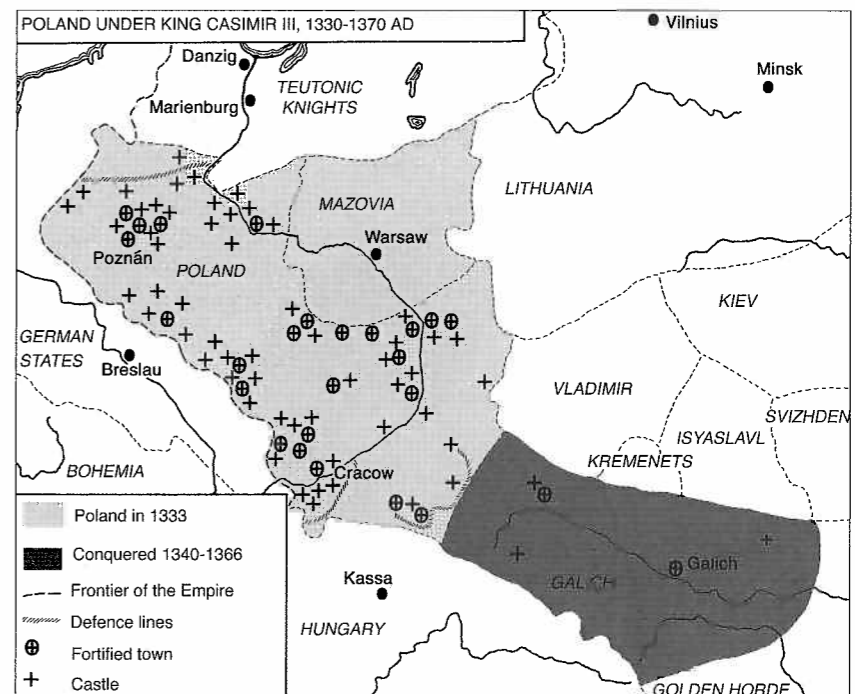 POLAND UNDER KING CASIMIR III, 1330-1370 AD
Vilnius
Danzig
Minsk
TEUTONIC
KNIGHTS
Marienburg
LITHUANIA
MAZOVIA
Warsaw
Poznán
POLAND
KIEV
GERMAN
STATES
Breslau
VLADIMIR
SVIZHDEN
ISYASLAVL
KREMENETS
BOHEMIA
Cracow
Poland in 1333
Conquered 1340-1366
Frontier of the Empire
Defence lines
Fortified town
Castle
Kassa
HUNGARY
Galich
GALICH
GOLDEN HORDE